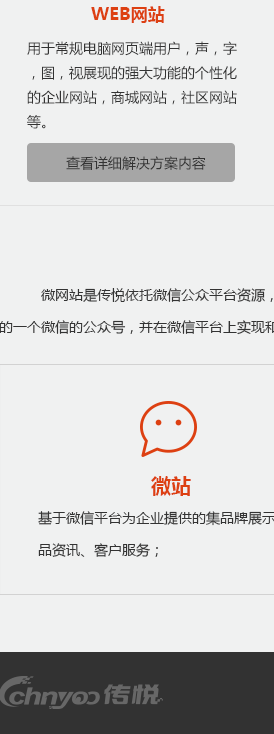 WEB网站
用于常规电脑网页端用户，声，字
，图，视展现的强大功能的个性化
的企业网站，商城网站，社区网站
等。
查看详细解决方案内容
微网站是传悦依托微信公众平台资源，
的一个微信的公众号，并在微信平台上实现和
微站
基于微信平台为企业提供的集品牌展示
品资讯、客户服务；
Chnyoo 传悦